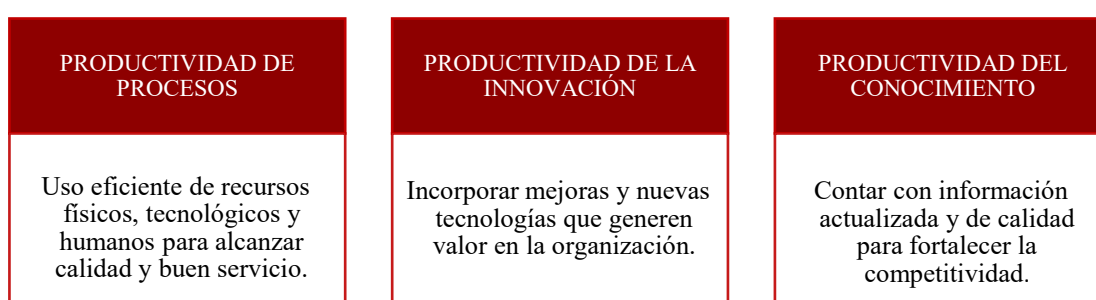 PRODUCTIVIDAD DE
PROCESOS
Uso eficiente de recursos
físicos, tecnológicos y
humanos para alcanzar
calidad y buen servicio.
PRODUCTIVIDAD DE LA
INNOVACIÓN
Incorporar mejoras y nuevas
tecnologías que generen
valor en la organización.
PRODUCTIVIDAD DEL
CONOCIMIENTO
Contar con información
actualizada y de calidad
para fortalecer la
competitividad.